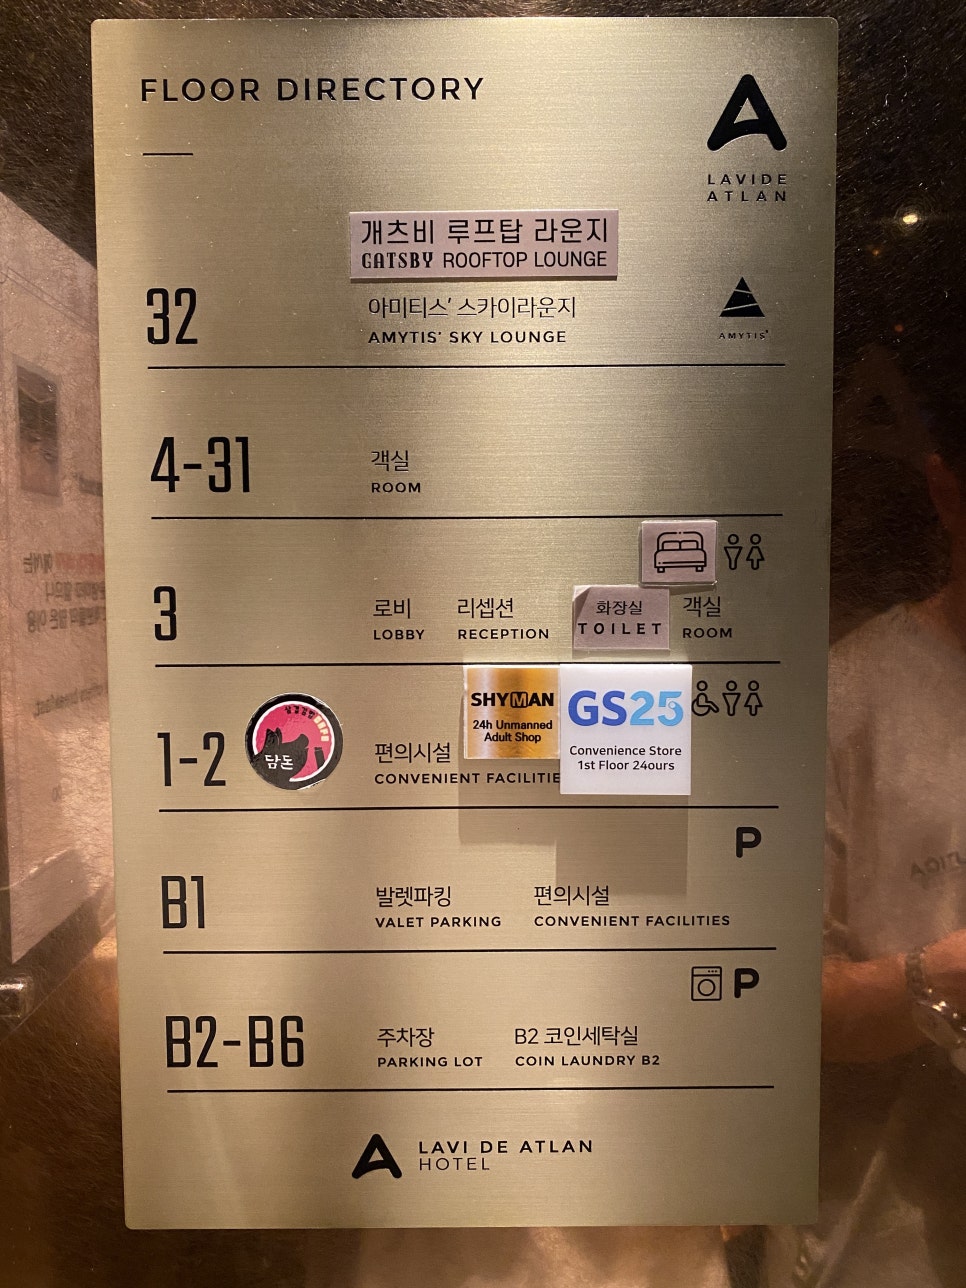 FLOOR DIRECTORY
LAVIDE
ATLAN
개츠비 루프탑 라운지
GATSBY ROOFTOP LOUNGE
32
아미티스' 스카이라운지
AMYTIS' SKY LOUNGE
AMYTIS'
4-31
객실
ROOM
3
로비
LOBBY
리셉션
RECEPTION
화장실
TOILET
객실
ROOM
1-2
담돈
편의시설
CONVENIENT FACILITIE
SHYMAN
24h Unmanned
Adult Shop
GS25
Convenience Store
1st Floor 24ours
P
B1
발렛파킹
VALET PARKING
편의시설
CONVENIENT FACILITIES
P
B2-B6
주차장
PARKING LOT
B2 코인세탁실
COIN LAUNDRY B2
LAVI DE ATLAN
HOTEL